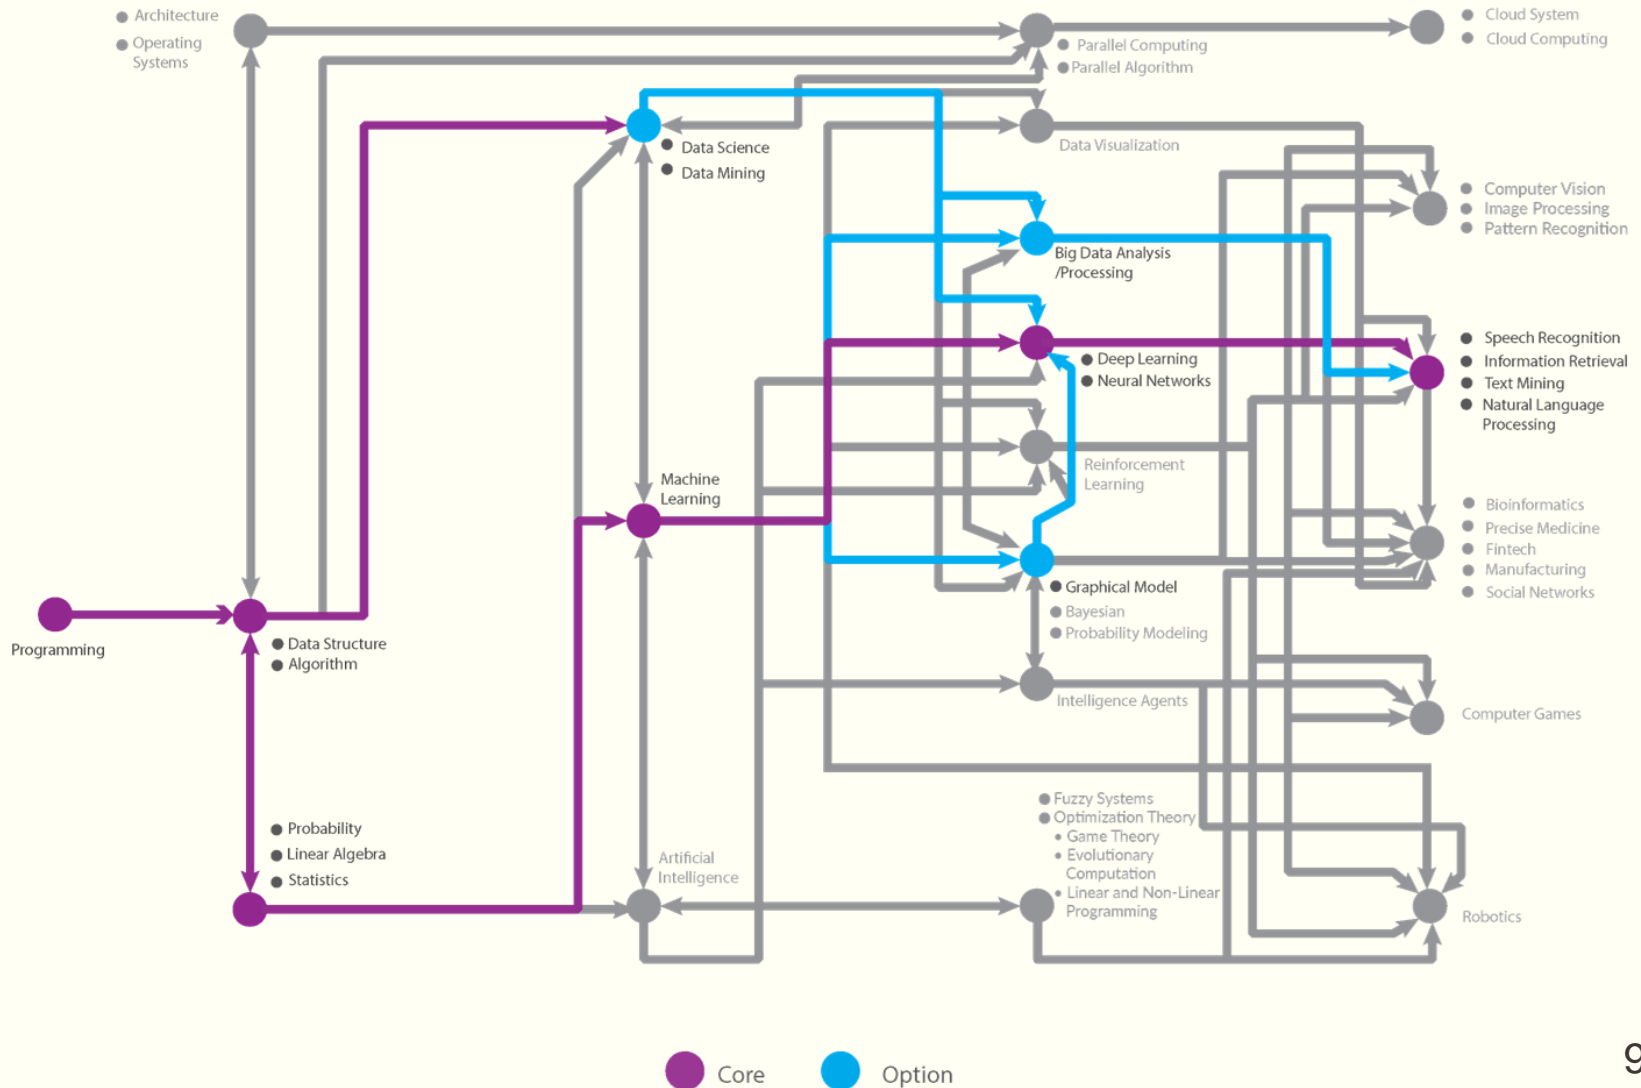 Architecture
Operating
Systems
Parallel Computing
Parallel Algorithm
Cloud System
Cloud Computing
Data Science
Data Mining
Data Visualization
Computer Vision
Image Processing
Pattern Recognition
Big Data Analysis
/Processing
Deep Learning
Neural Networks
Speech Recognition
Information Retrieval
Text Mining
Natural Language
Processing
Machine
Learning
Reinforcement
Learning
Bioinformatics
Precise Medicine
Fintech
Manufacturing
Social Networks
Programming
Data Structure
Algorithm
Graphical Model
Bayesian
Probability Modeling
Intelligence Agents
Computer Games
Probability
Linear Algebra
Statistics
Artificial
Intelligence
Fuzzy Systems
Optimization Theory
Game Theory
Evolutionary
Computation
Linear and Non-Linear
Programming
Robotics
Core
Option
9